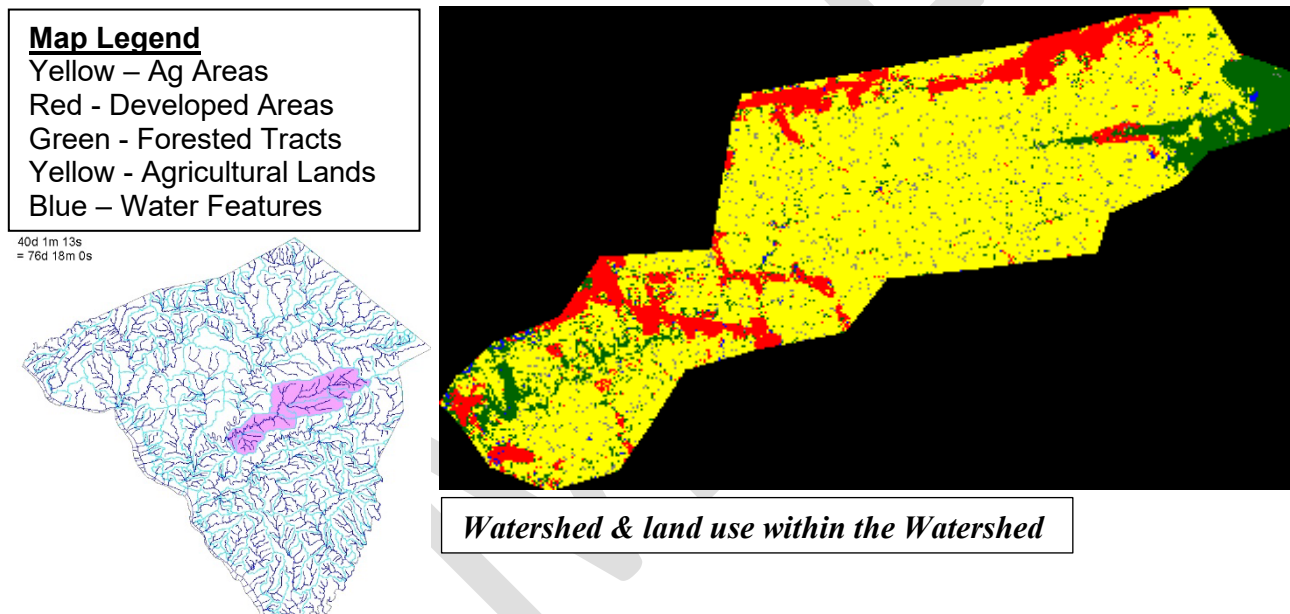 Map Legend
Yellow – Ag Areas
Red - Developed Areas
Green - Forested Tracts
Yellow - Agricultural Lands
Blue – Water Features
40d 1m 13s
= 76d 18m 0s
Watershed & land use within the Watershed